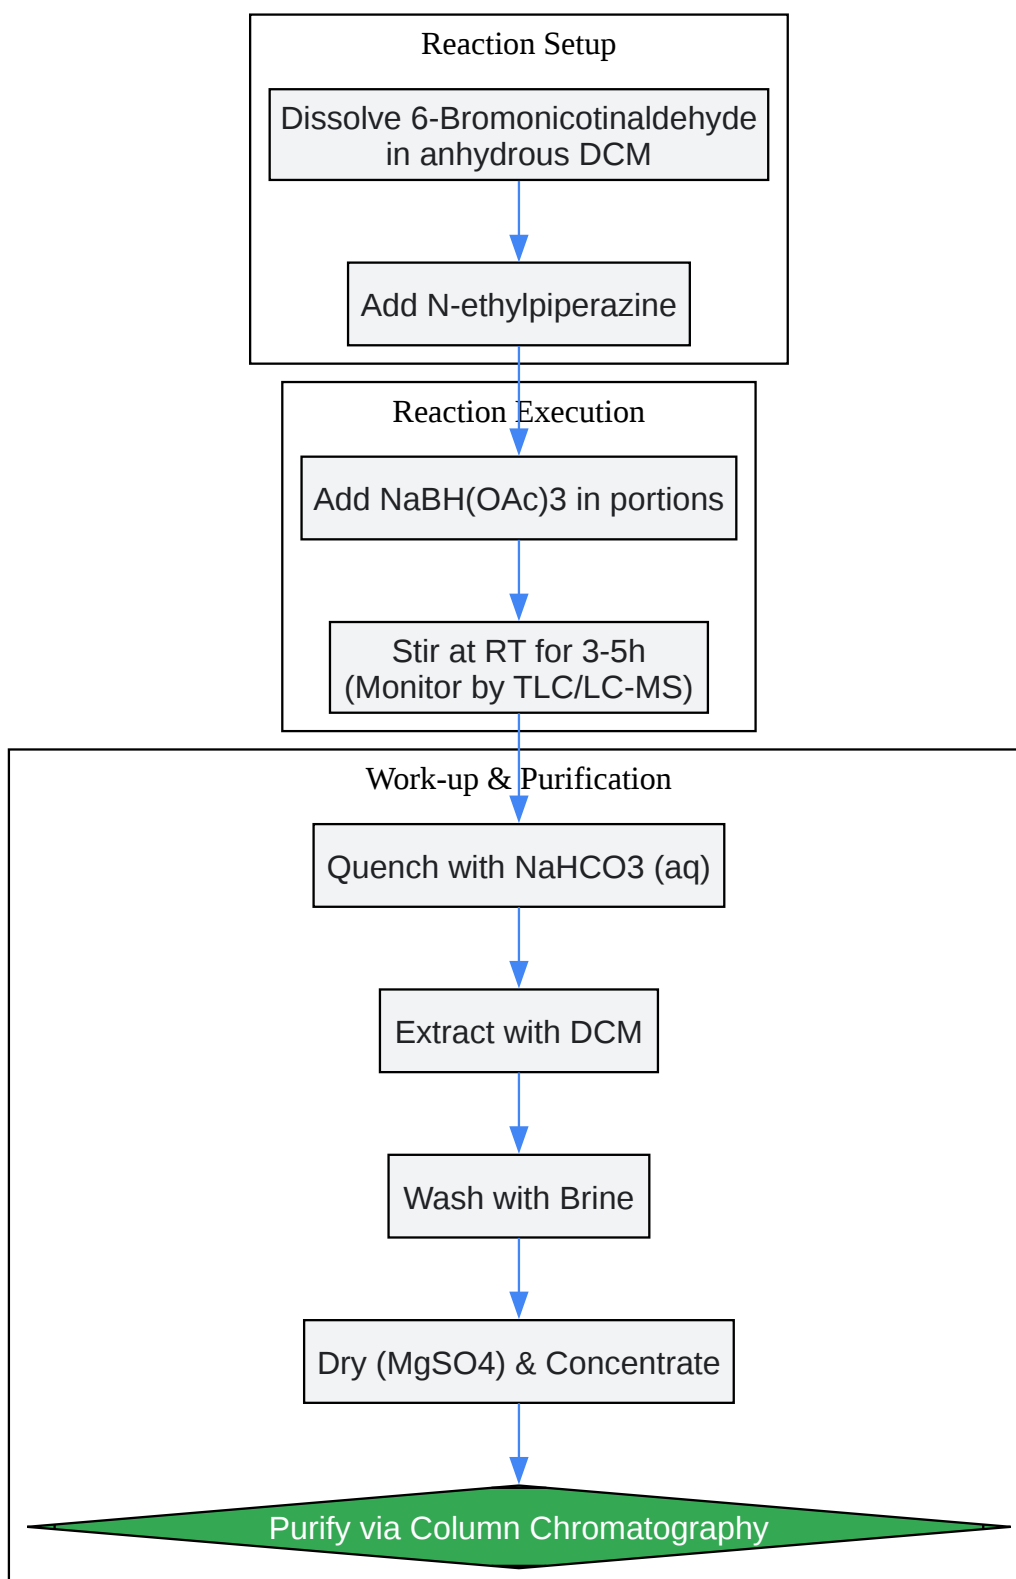 Reaction Setup
Dissolve 6-Bromonicotinaldehyde
in anhydrous DCM
Add N-ethylpiperazine
Reaction Execution
Add NaBH(OAc)3 in portions
Stir at RT for 3-5h
(Monitor by TLC/LC-MS)
Work-up & Purification
Quench with NaHCO3 (aq)
Extract with DCM
Wash with Brine
Dry (MgSO4) & Concentrate
Purify via Column Chromatography